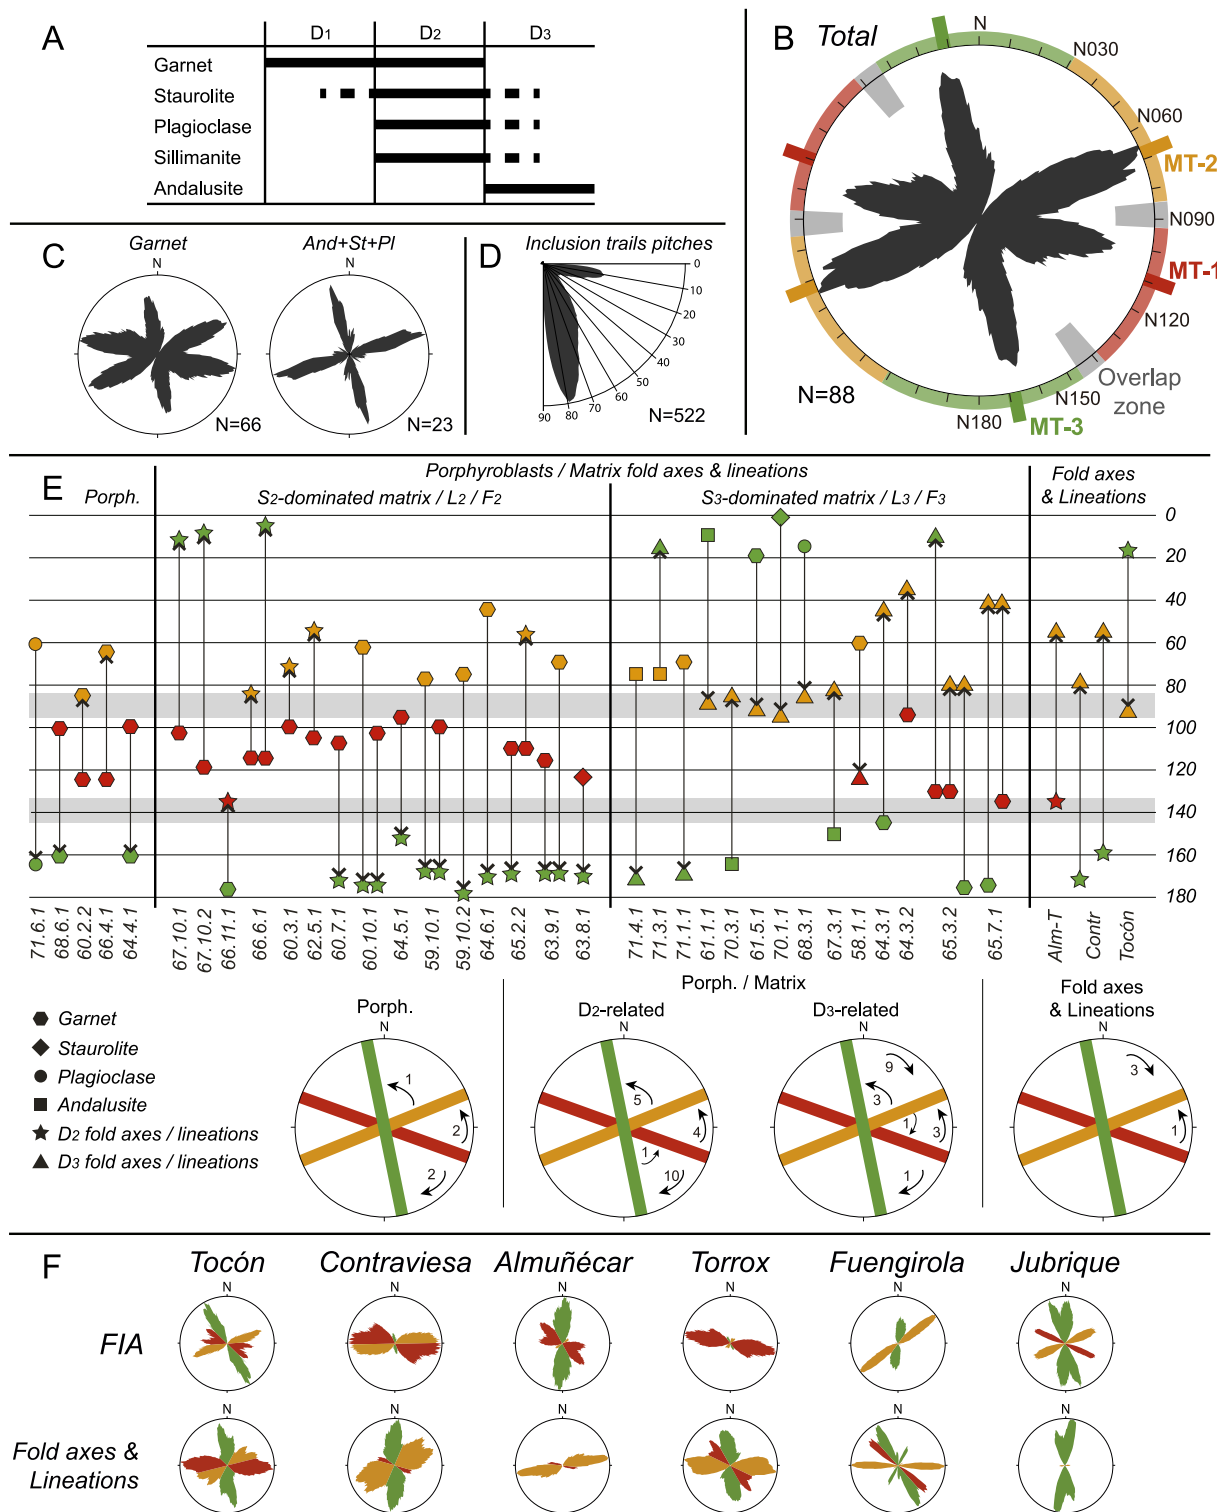 A
D1 D2 D3
Garnet
Staurolite
Plagioclase
Sillimanite
Andalusite
B Total
N
N030
N060
MT-2
N090
MT-1
N120
Overlap
zone
N150
N180
MT-3
N=88
C
Garnet And+St+Pl
N N
N=66 N=23
D
Inclusion trails pitches
0
10
20
30
40
50
60
70
80
90
N=522
E
Porphyroblasts / Matrix fold axes & lineations
Porph. S2-dominated matrix / L2 / F2 S3-dominated matrix / L3 / F3
Fold axes
& Lineations
0
20
40
60
80
100
120
140
160
180
71.6.1 68.6.1 60.2.2 66.4.1 64.4.1 67.10.1 67.10.2 66.11.1 66.6.1 60.3.1 62.5.1 60.7.1 60.10.1 64.5.1 59.10.1 59.10.2 64.6.1 65.2.2 63.9.1 63.8.1 71.4.1 71.3.1 71.1.1 61.1.1 70.3.1 61.5.1 70.1.1 68.3.1 67.3.1 58.1.1 64.3.1 64.3.2 65.3.2 65.7.1 Alm-T Contr Tocón
Garnet
Staurolite
Plagioclase
Andalusite
D2 fold axes / lineations
D3 fold axes / lineations
Porph. / Matrix
Porph. D2-related D3-related
Fold axes
& Lineations
N N N N
1 2 2
5 4 1 10
9 3 1 3 1
3 1
F
Tocón Contraviesa Almuñécar Torrox Fuengirola Jubrique
N N N N N N
FIA
N N N N N N
Fold axes &
Lineations